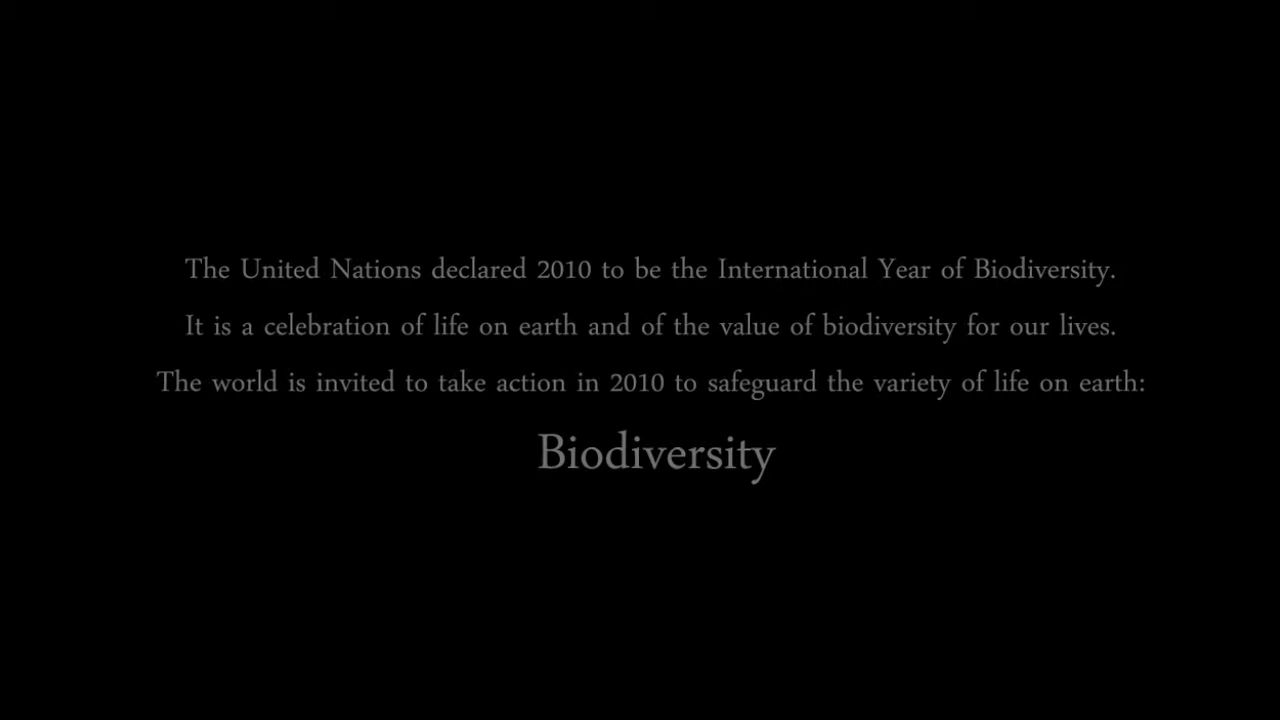 The United Nations declared 2010 to be the International Year of Biodiversity.
It is a celebration of life on earth and of the value of biodiversity for our lives.
The world is invited to take action in 2010 to safeguard the variety of life on earth:
Biodiversity